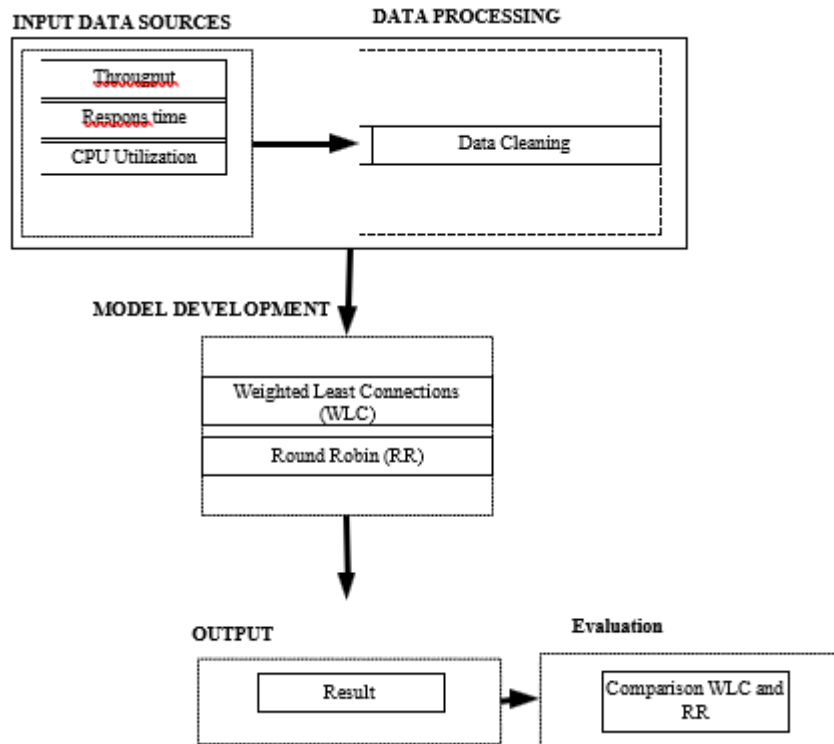 INPUT DATA SOURCES
DATA PROCESSING
Througput
Respons time
CPU Utilization
Data Cleaning
MODEL DEVELOPMENT
Weighted Least Connections
(WLC)
Round Robin (RR)
OUTPUT
Evaluation
Result
Comparison WLC and
RR